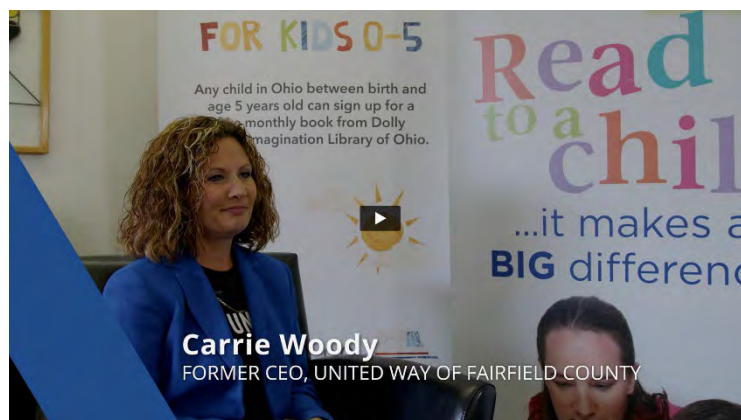 FOR KIDS 0-5
Any child in Ohio between birth and
age 5 years old can sign up for a
monthly book from Dolly
magination Library of Ohio.
Read
to a
chil
...it makes a
BIG differenc
UN
Carrie Woody
FORMER CEO, UNITED WAY OF FAIRFIELD COUNTY